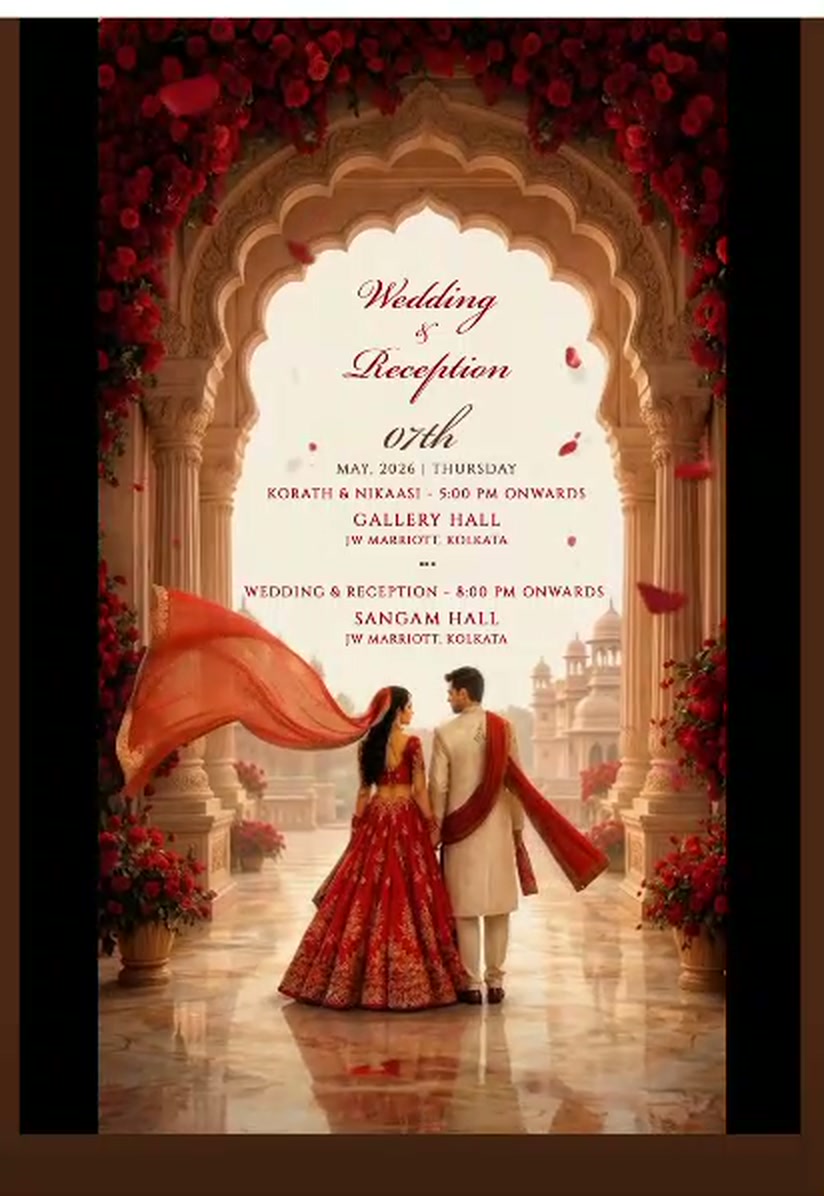 Wedding
&
Reception
07th
MAY, 2026 | THURSDAY
KORATH & NIKAASI - 5:00 PM ONWARDS
GALLERY HALL
JW MARRIOTT, KOLKATA
...
WEDDING & RECEPTION - 8:00 PM ONWARDS
SANGAM HALL
JW MARRIOTT, KOLKATA